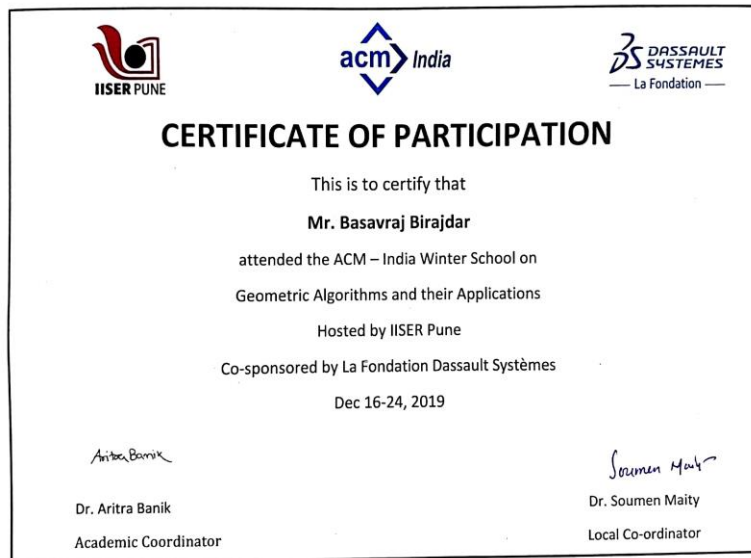 IISER PUNE
acm India
DASSAULT
SYSTEMES
La Fondation
CERTIFICATE OF PARTICIPATION
This is to certify that
Mr. Basavraj Birajdar
attended the ACM – India Winter School on
Geometric Algorithms and their Applications
Hosted by IISER Pune
Co-sponsored by La Fondation Dassault Systèmes
Dec 16-24, 2019
Aritra Banik
Soumen Maity
Dr. Aritra Banik
Dr. Soumen Maity
Academic Coordinator
Local Co-ordinator